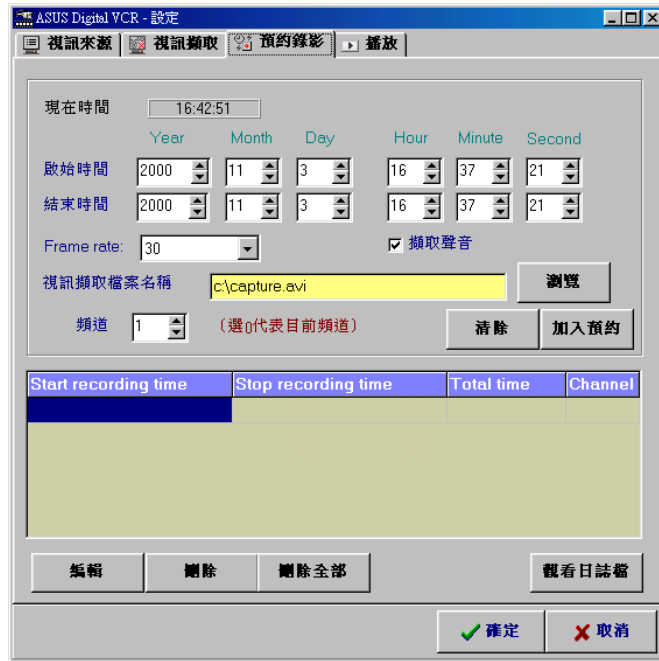 ASUS Digital VCR - 設定
視訊來源 視訊擷取 預約錄影 播放
現在時間 16:42:51
Year Month Day Hour Minute Second
啟始時間 2000 11 3 16 37 21
結束時間 2000 11 3 16 37 21
Frame rate: 30 擷取聲音
視訊擷取檔案名稱 c:\capture.avi 瀏覽
頻道 1 (選0代表目前頻道) 清除 加入預約
Start recording time Stop recording time Total time Channel
編輯 刪除 刪除全部 觀看日誌檔
確定 取消